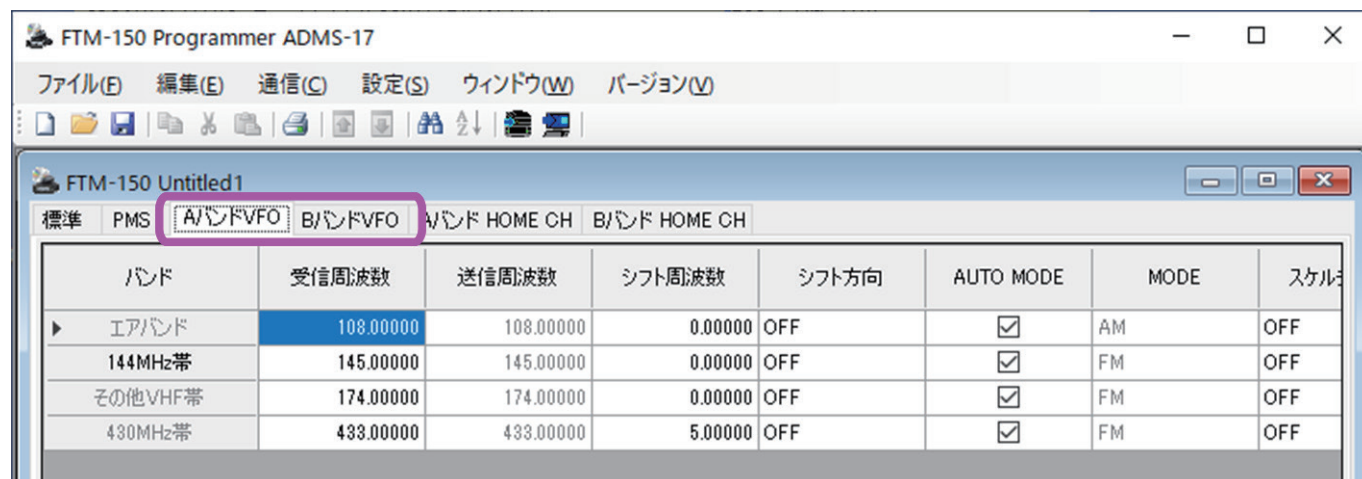 FTM-150 Programmer ADMS-17
ファイル(F) 編集(E) 通信(C) 設定(S) ウィンドウ(W) バージョン(V)
FTM-150 Untitled1
標準 PMS AバンドVFO BバンドVFO Aバンド HOME CH Bバンド HOME CH
バンド 受信周波数 送信周波数 シフト周波数 シフト方向 AUTO MODE MODE
エアバンド 108.00000 108.00000 0.00000 OFF AM OFF
144MHz帯 145.00000 145.00000 0.00000 OFF FM OFF
その他VHF帯 174.00000 174.00000 0.00000 OFF FM OFF
430MHz帯 433.00000 433.00000 5.00000 OFF FM OFF